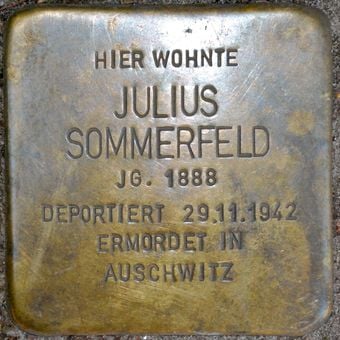 HIER WOHNTE
JULIUS
SOMMERFELD
JG. 1888
DEPORTIERT 29.11.1942
ERMORDET IN
AUSCHWITZ